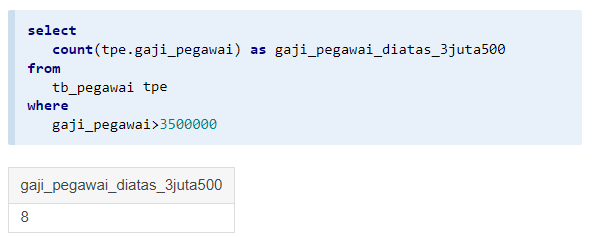 select
count(tpe.gaji_pegawai) as gaji_pegawai_diatas_3juta500
from
tb_pegawai tpe
where
gaji_pegawai>3500000
gaji_pegawai_diatas_3juta500
8